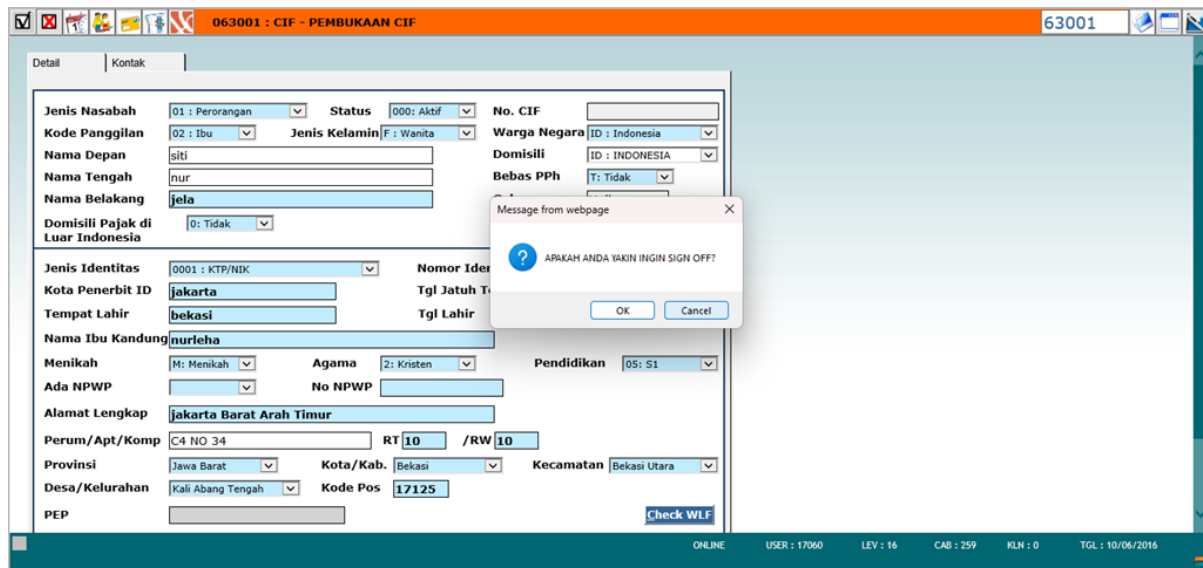 063001 : CIF - PEMBUKAAN CIF 63001
Detail Kontak
Jenis Nasabah 01 : Perorangan Status 000: Aktif No. CIF
Kode Panggilan 02 : Ibu Jenis Kelamin F : Wanita Warga Negara ID : Indonesia
Nama Depan siti Domisili ID : INDONESIA
Nama Tengah nur Bebas PPh T: Tidak
Nama Belakang jela
Message from webpage
Domisili Pajak di Luar Indonesia 0: Tidak
APAKAH ANDA YAKIN INGIN SIGN OFF?
OK Cancel
Jenis Identitas 0001 : KTP/NIK Nomor Iden
Kota Penerbit ID jakarta Tgl Jatuh T
Tempat Lahir bekasi Tgl Lahir
Nama Ibu Kandung nurleha
Menikah M: Menikah Agama 2: Kristen Pendidikan 05: S1
Ada NPWP No NPWP
Alamat Lengkap jakarta Barat Arah Timur
Perum/Apt/Komp C4 NO 34 RT 10 /RW 10
Provinsi Jawa Barat Kota/Kab. Bekasi Kecamatan Bekasi Utara
Desa/Kelurahan Kali Abang Tengah Kode Pos 17125
PEP Check WLF
ONLINE USER : 17060 LEV : 16 CAB : 259 KLN : 0 TGL : 10/06/2016